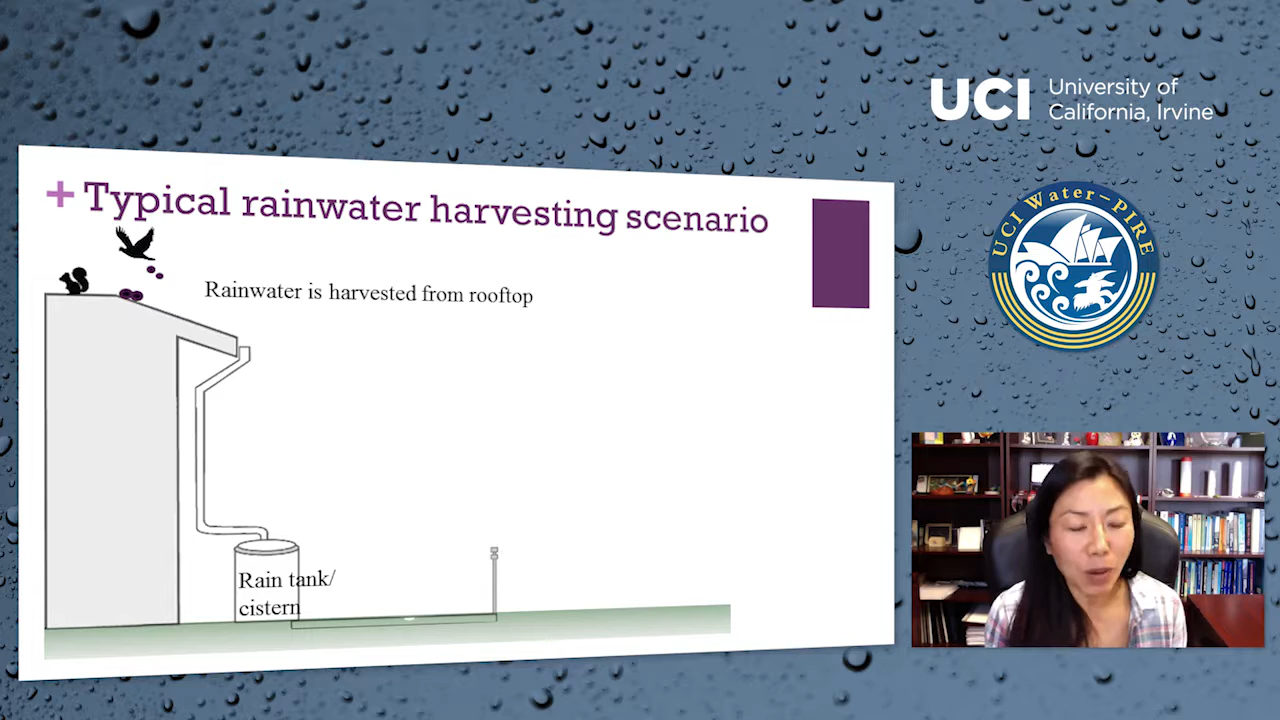 UCI University of
California, Irvine
+ Typical rainwater harvesting scenario
UCI Water-PIRE
Rainwater is harvested from rooftop
Rain tank/
cistern